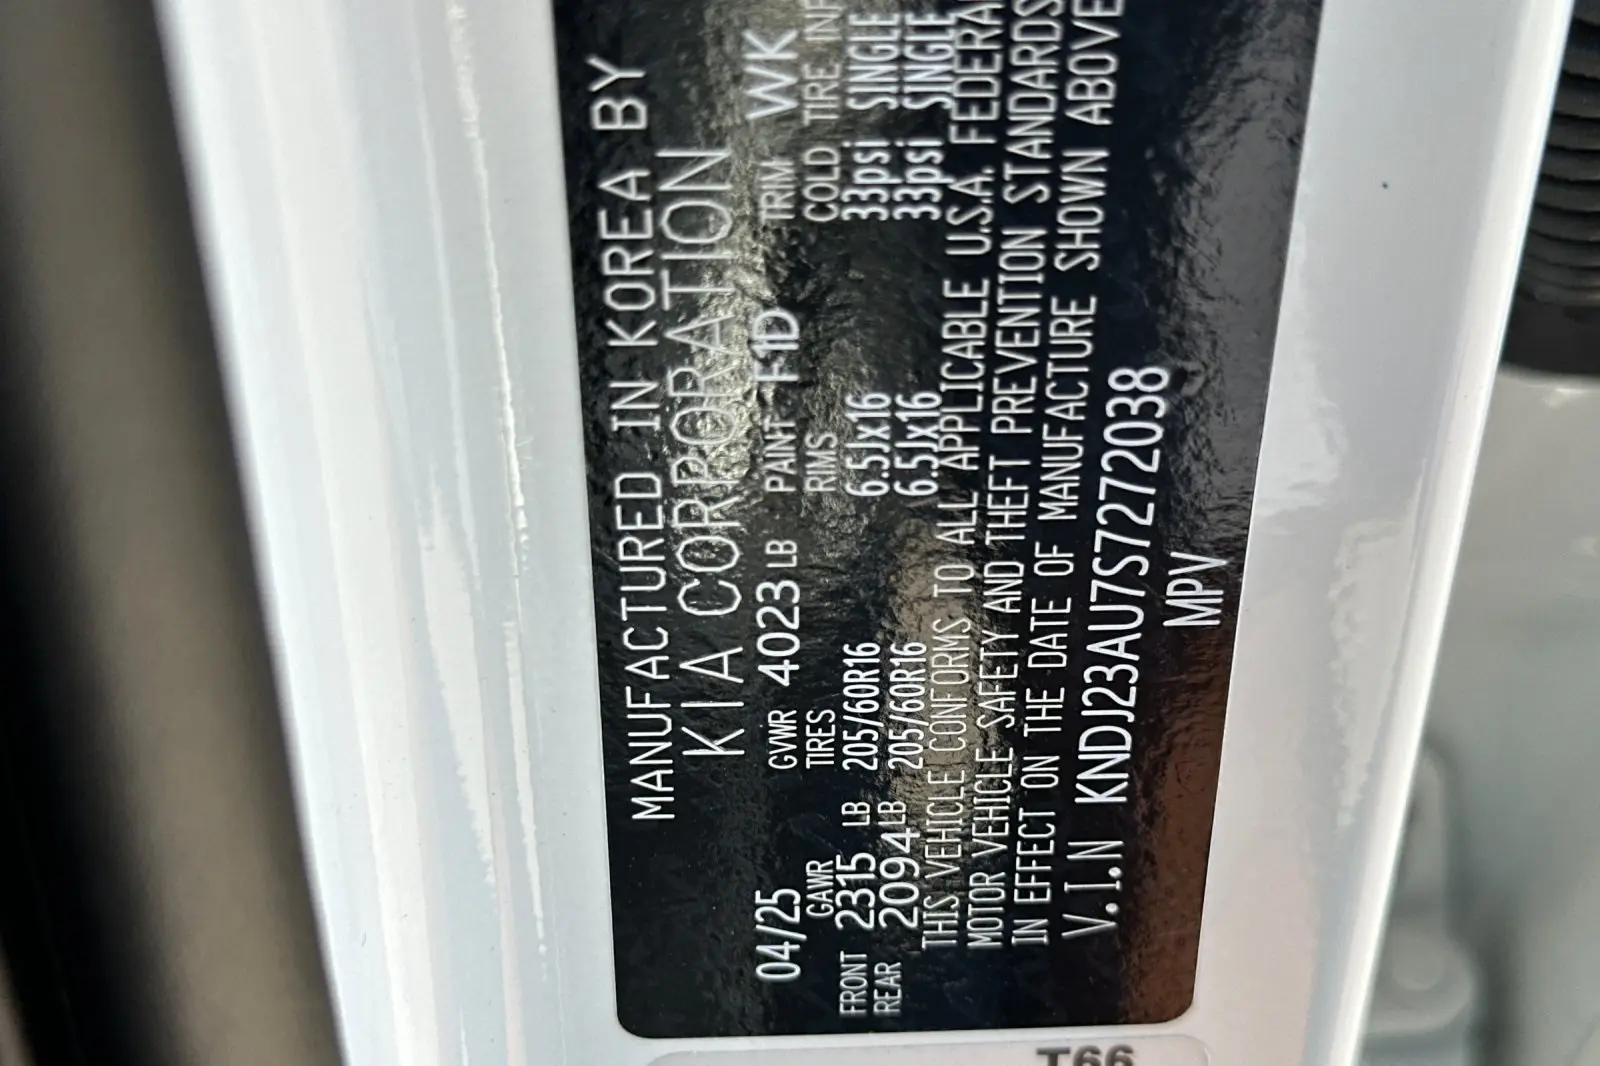 MANUFACTURED IN KOREA BY
KIA CORPORATION
04/25 GVWR 4023 LB PAINT F1D TRIM WK
GAWR TIRES RIMS COLD TIRE INF
FRONT 2315 LB 205/60R16 6.5Jx16 33psi SINGLE
REAR 2094 LB 205/60R16 6.5Jx16 33psi SINGLE
THIS VEHICLE CONFORMS TO ALL APPLICABLE U.S.A. FEDERA
MOTOR VEHICLE SAFETY AND THEFT PREVENTION STANDARDS
IN EFFECT ON THE DATE OF MANUFACTURE SHOWN ABOVE
V.I.N KNDJ23AU7S7272038
MPV
T66